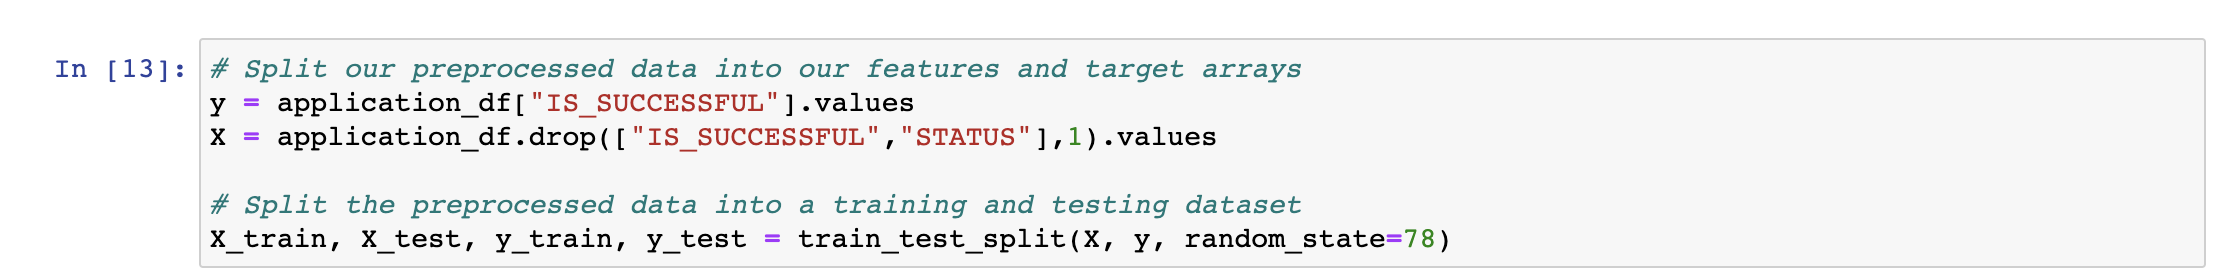 In [13]: # Split our preprocessed data into our features and target arrays
y = application_df["IS_SUCCESSFUL"].values
X = application_df.drop(["IS_SUCCESSFUL","STATUS"],1).values
# Split the preprocessed data into a training and testing dataset
X_train, X_test, y_train, y_test = train_test_split(X, y, random_state=78)